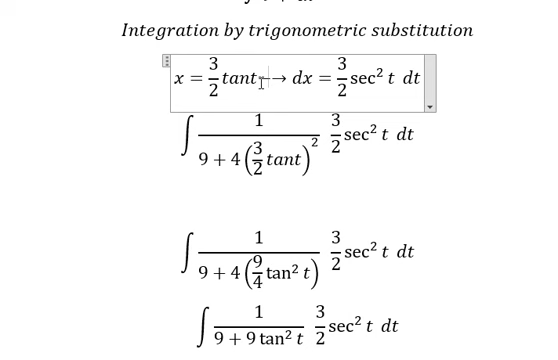 Integration by trigonometric substitution
x = 3/2 tant → dx = 3/2 sec² t dt
∫ 1/(9 + 4(3/2 tant)²) 3/2 sec² t dt
∫ 1/(9 + 4(9/4 tan² t)) 3/2 sec² t dt
∫ 1/(9 + 9 tan² t) 3/2 sec² t dt